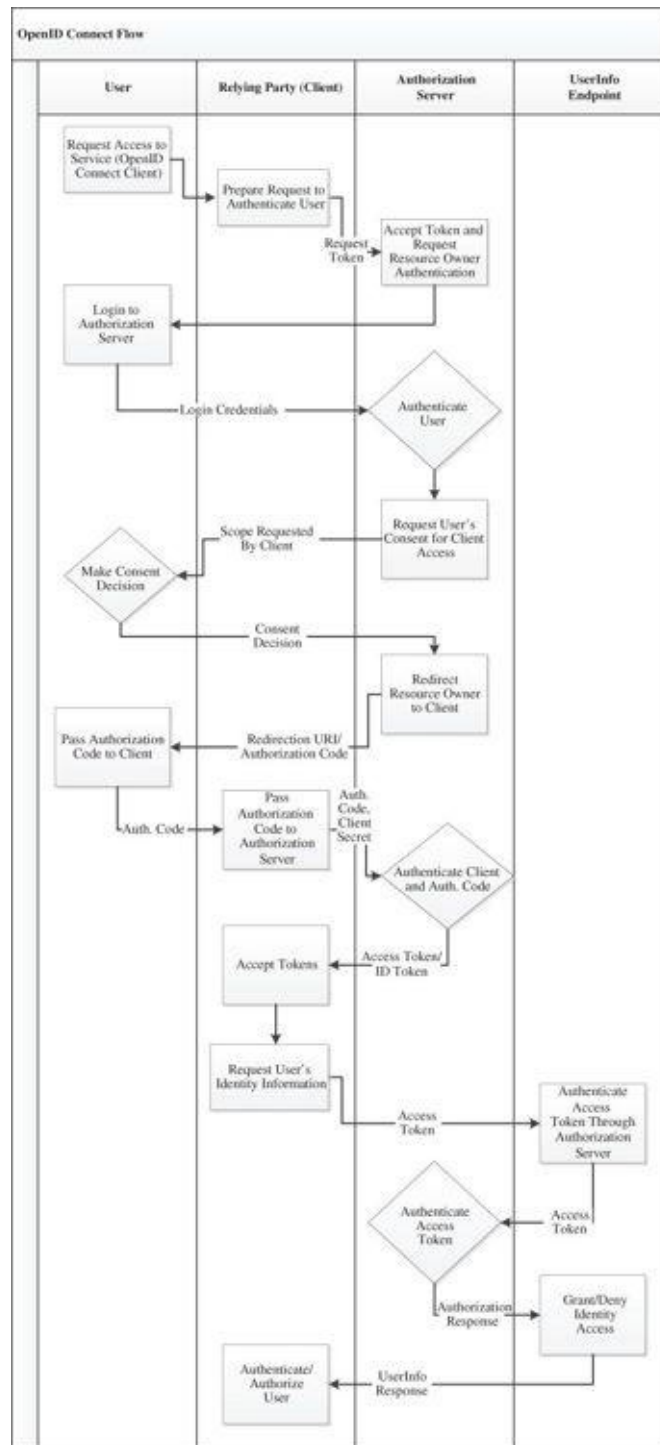 OpenID Connect Flow
User
Relying Party (Client)
Authorization
Server
UserInfo
Endpoint
Request Access to
Service (OpenID
Connect Client)
Prepare Request to
Authenticate User
Request
Token
Accept Token and
Request
Resource Owner
Authentication
Login to
Authorization
Server
Login Credentials
Authenticate
User
Request User's
Consent for Client
Access
Scope Requested
By Client
Make Consent
Decision
Consent
Decision
Redirect
Resource Owner
to Client
Redirection URI/
Authorization Code
Pass Authorization
Code to Client
Auth. Code
Pass
Authorization
Code to
Authorization
Server
Auth.
Code,
Client
Secret
Authenticate Client
and Auth. Code
Access Token/
ID Token
Accept Tokens
Request User's
Identity Information
Access
Token
Authenticate
Access
Token Through
Authorization
Server
Access
Token
Authenticate
Access
Token
Authorization
Response
Grant/Deny
Identity
Access
UserInfo
Response
Authenticate/
Authorize
User